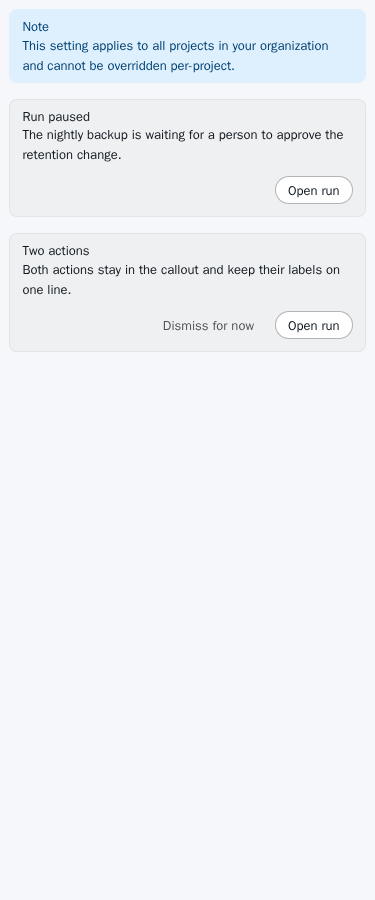 Note
This setting applies to all projects in your organization
and cannot be overridden per-project.
Run paused
The nightly backup is waiting for a person to approve the
retention change.
Open run
Two actions
Both actions stay in the callout and keep their labels on
one line.
Dismiss for now
Open run